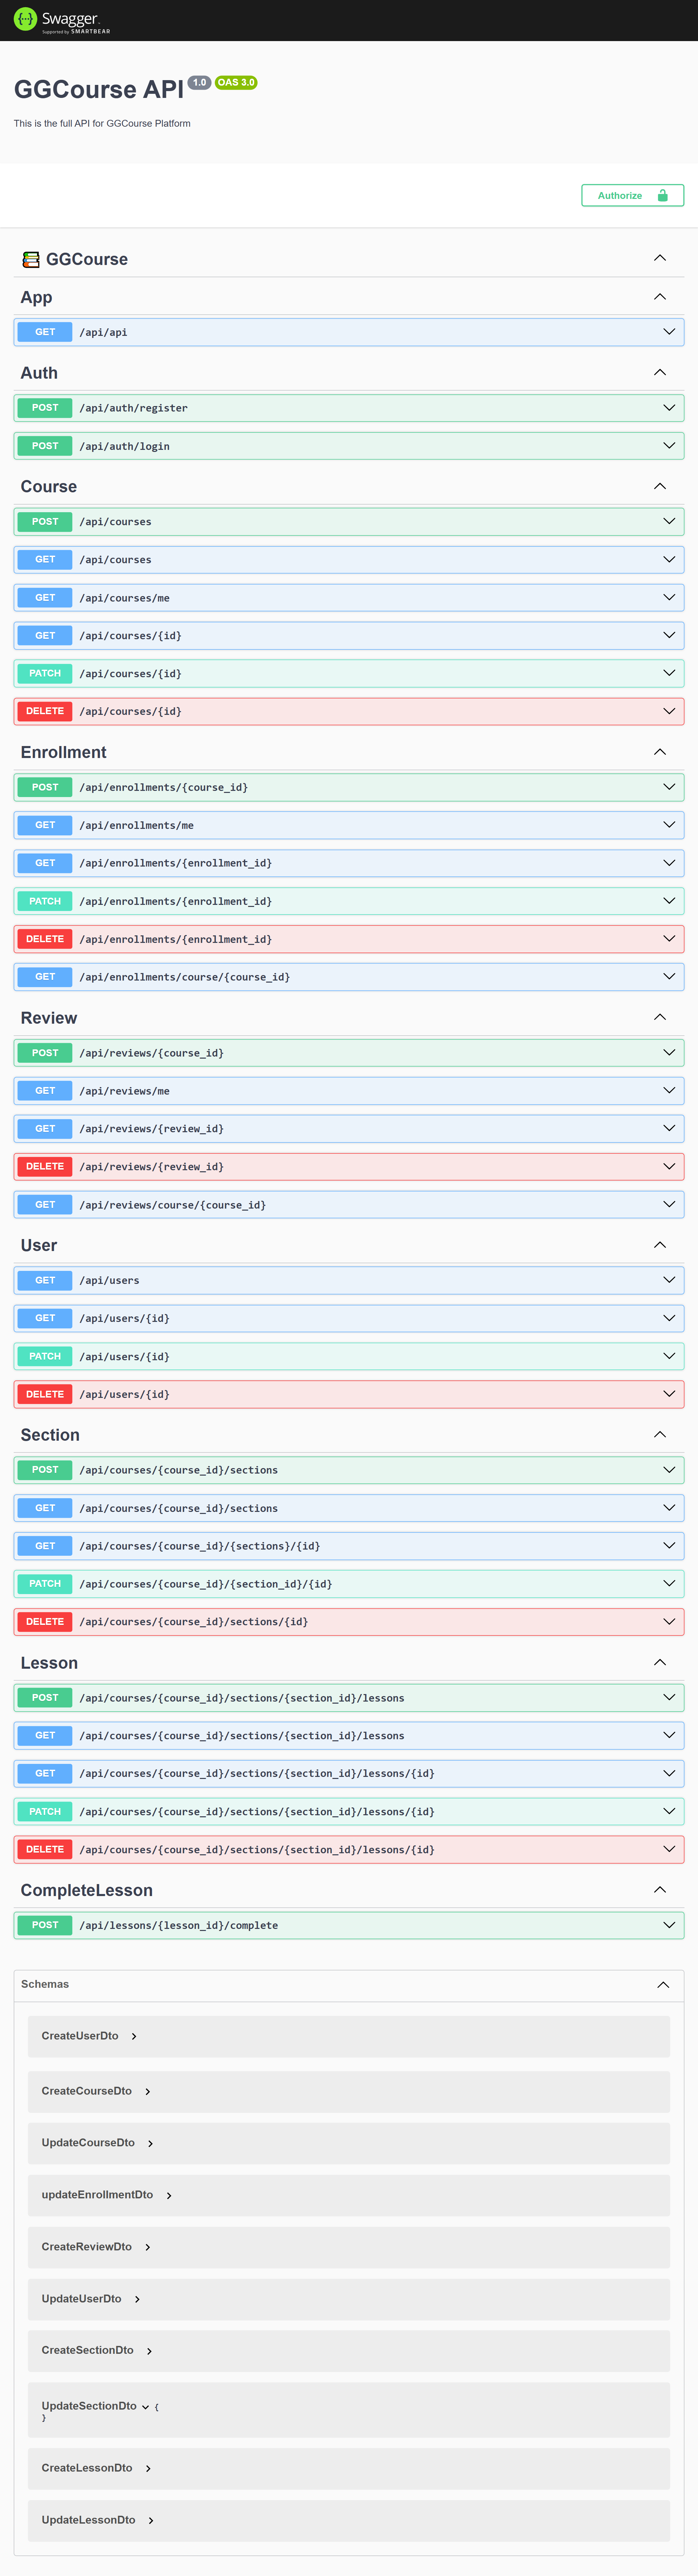 Swagger.
Supported by SMARTBEAR
GGCourse API 1.0 OAS 3.0
This is the full API for GGCourse Platform
Authorize
GGCourse
App
GET /api/api
Auth
POST /api/auth/register
POST /api/auth/login
Course
POST /api/courses
GET /api/courses
GET /api/courses/me
GET /api/courses/{id}
PATCH /api/courses/{id}
DELETE /api/courses/{id}
Enrollment
POST /api/enrollments/{course_id}
GET /api/enrollments/me
GET /api/enrollments/{enrollment_id}
PATCH /api/enrollments/{enrollment_id}
DELETE /api/enrollments/{enrollment_id}
GET /api/enrollments/course/{course_id}
Review
POST /api/reviews/{course_id}
GET /api/reviews/me
GET /api/reviews/{review_id}
DELETE /api/reviews/{review_id}
GET /api/reviews/course/{course_id}
User
GET /api/users
GET /api/users/{id}
PATCH /api/users/{id}
DELETE /api/users/{id}
Section
POST /api/courses/{course_id}/sections
GET /api/courses/{course_id}/sections
GET /api/courses/{course_id}/{sections}/{id}
PATCH /api/courses/{course_id}/{section_id}/{id}
DELETE /api/courses/{course_id}/sections/{id}
Lesson
POST /api/courses/{course_id}/sections/{section_id}/lessons
GET /api/courses/{course_id}/sections/{section_id}/lessons
GET /api/courses/{course_id}/sections/{section_id}/lessons/{id}
PATCH /api/courses/{course_id}/sections/{section_id}/lessons/{id}
DELETE /api/courses/{course_id}/sections/{section_id}/lessons/{id}
CompleteLesson
POST /api/lessons/{lesson_id}/complete
Schemas
CreateUserDto
CreateCourseDto
UpdateCourseDto
updateEnrollmentDto
CreateReviewDto
UpdateUserDto
CreateSectionDto
UpdateSectionDto {
}
CreateLessonDto
UpdateLessonDto